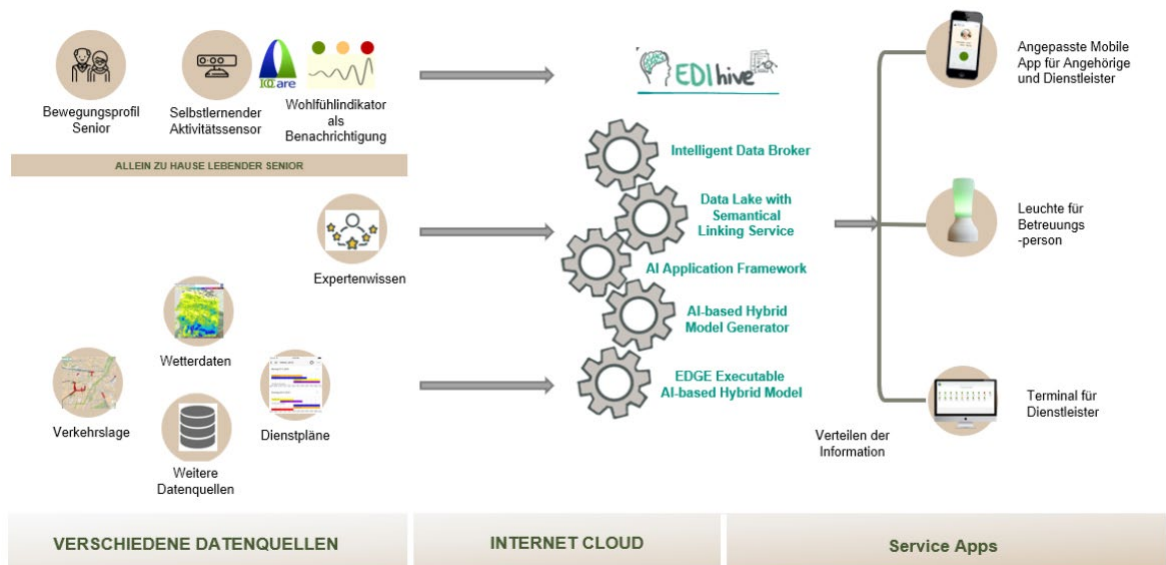 Bewegungsprofil
Senior
Selbstlernender
Aktivitätssensor
Wohlfühlindikator
als
Benachrichtigung
ALLEIN ZU HAUSE LEBENDER SENIOR
Expertenwissen
Wetterdaten
Verkehrslage
Dienstpläne
Weitere
Datenquellen
EDI hive
Intelligent Data Broker
Data Lake with
Semantical
Linking Service
AI Application Framework
AI-based Hybrid
Model Generator
EDGE Executable
AI-based Hybrid Model
Verteilen der
Information
Angepasste Mobile
App für Angehörige
und Dienstleister
Leuchte für
Betreuungs
-person
Terminal für
Dienstleister
VERSCHIEDENE DATENQUELLEN
INTERNET CLOUD
Service Apps